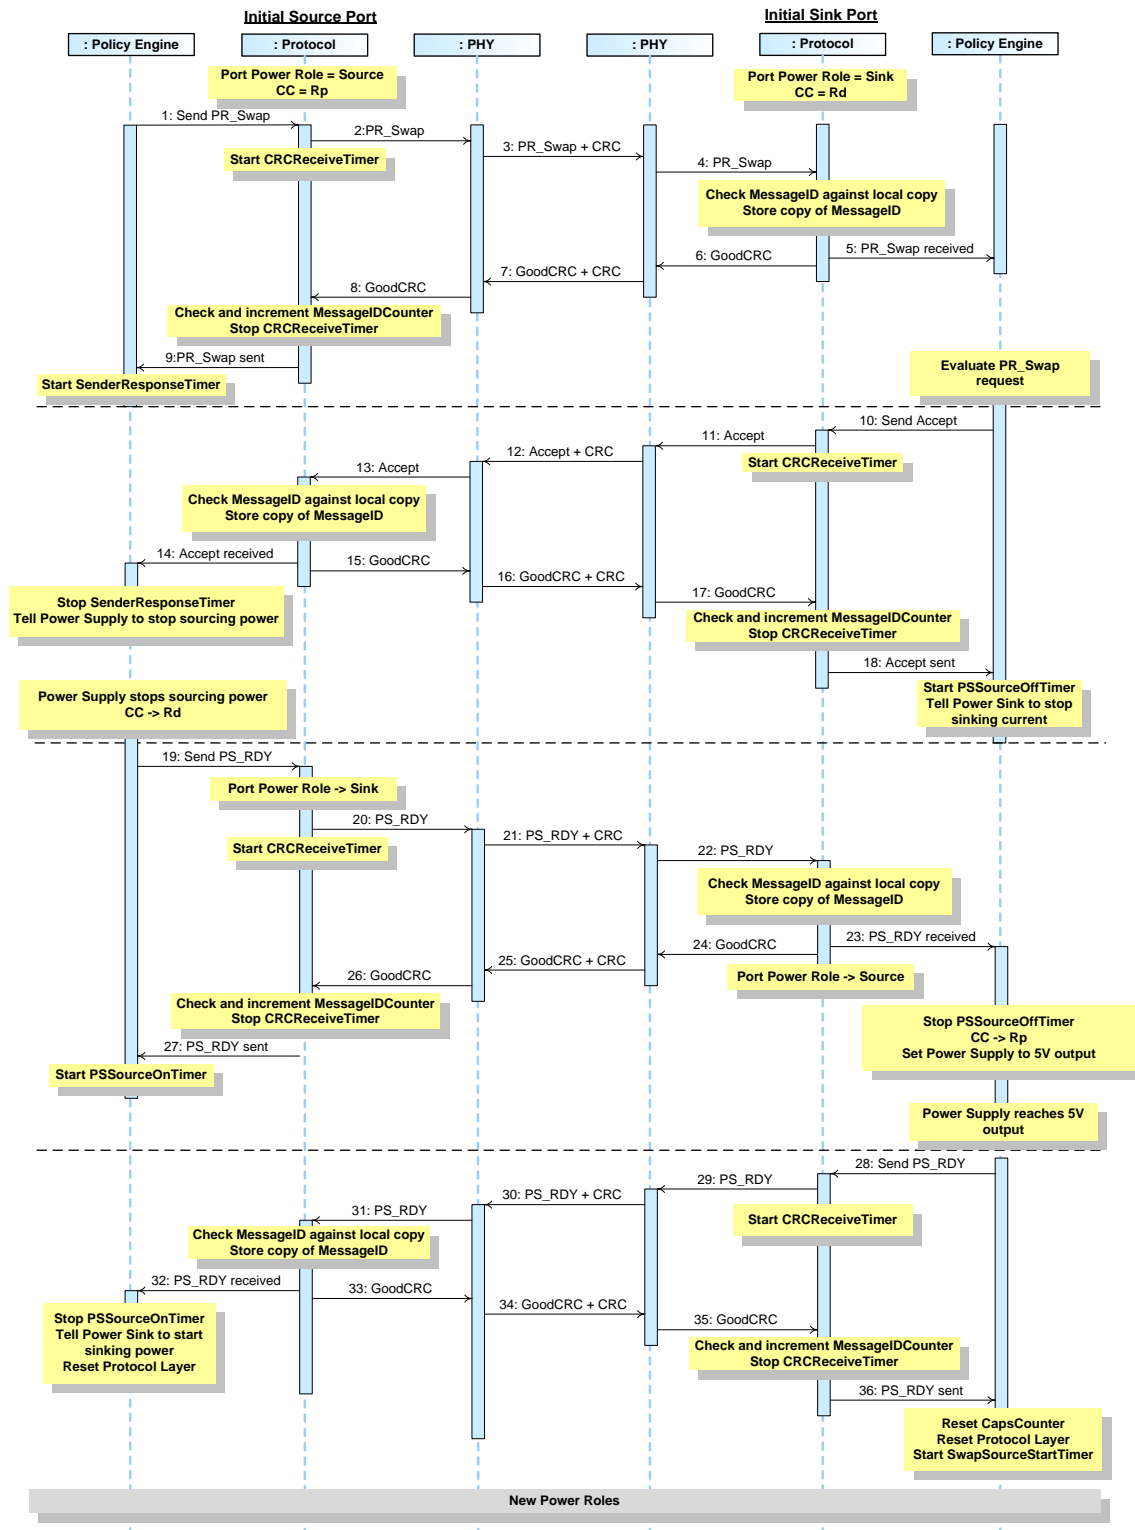 Initial Source Port
Initial Sink Port
: Policy Engine
: Protocol
: PHY
: PHY
: Protocol
: Policy Engine
Port Power Role = Source
CC = Rp
Port Power Role = Sink
CC = Rd
1: Send PR_Swap
2:PR_Swap
Start CRCReceiveTimer
3: PR_Swap + CRC
4: PR_Swap
Check MessageID against local copy
Store copy of MessageID
5: PR_Swap received
6: GoodCRC
7: GoodCRC + CRC
8: GoodCRC
Check and increment MessageIDCounter
Stop CRCReceiveTimer
9:PR_Swap sent
Start SenderResponseTimer
Evaluate PR_Swap
request
10: Send Accept
11: Accept
Start CRCReceiveTimer
12: Accept + CRC
13: Accept
Check MessageID against local copy
Store copy of MessageID
14: Accept received
15: GoodCRC
16: GoodCRC + CRC
17: GoodCRC
Stop SenderResponseTimer
Tell Power Supply to stop sourcing power
Check and increment MessageIDCounter
Stop CRCReceiveTimer
18: Accept sent
Power Supply stops sourcing power
CC -> Rd
Start PSSourceOffTimer
Tell Power Sink to stop
sinking current
19: Send PS_RDY
Port Power Role -> Sink
20: PS_RDY
Start CRCReceiveTimer
21: PS_RDY + CRC
22: PS_RDY
Check MessageID against local copy
Store copy of MessageID
23: PS_RDY received
24: GoodCRC
25: GoodCRC + CRC
26: GoodCRC
Port Power Role -> Source
Check and increment MessageIDCounter
Stop CRCReceiveTimer
Stop PSSourceOffTimer
CC -> Rp
Set Power Supply to 5V output
27: PS_RDY sent
Start PSSourceOnTimer
Power Supply reaches 5V
output
28: Send PS_RDY
29: PS_RDY
Start CRCReceiveTimer
30: PS_RDY + CRC
31: PS_RDY
Check MessageID against local copy
Store copy of MessageID
32: PS_RDY received
33: GoodCRC
34: GoodCRC + CRC
35: GoodCRC
Stop PSSourceOnTimer
Tell Power Sink to start
sinking power
Reset Protocol Layer
Check and increment MessageIDCounter
Stop CRCReceiveTimer
36: PS_RDY sent
Reset CapsCounter
Reset Protocol Layer
Start SwapSourceStartTimer
New Power Roles